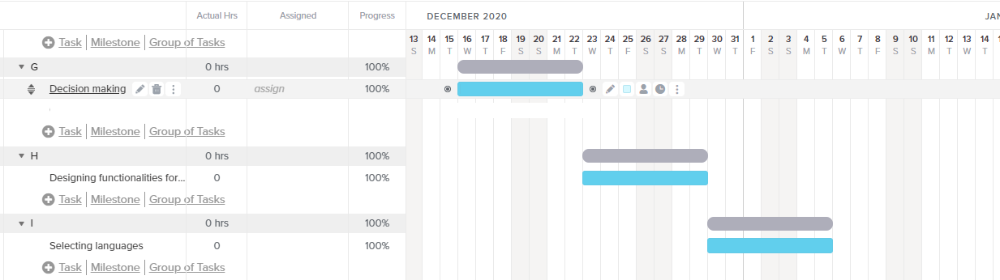 Actual Hrs Assigned Progress DECEMBER 2020 JAN
Task Milestone Group of Tasks 13 14 15 16 17 18 19 20 21 22 23 24 25 26 27 28 29 30 31 1 2 3 4 5 6 7 8 9 10 11 12 13 14
S M T W T F S S M T W T F S S M T W T F S S M T W T F S S M T W T
G 0 hrs 100%
Decision making 0 assign 100%
Task Milestone Group of Tasks
H 0 hrs 100%
Designing functionalities for... 0 100%
Task Milestone Group of Tasks
I 0 hrs 100%
Selecting languages 0 100%
Task Milestone Group of Tasks